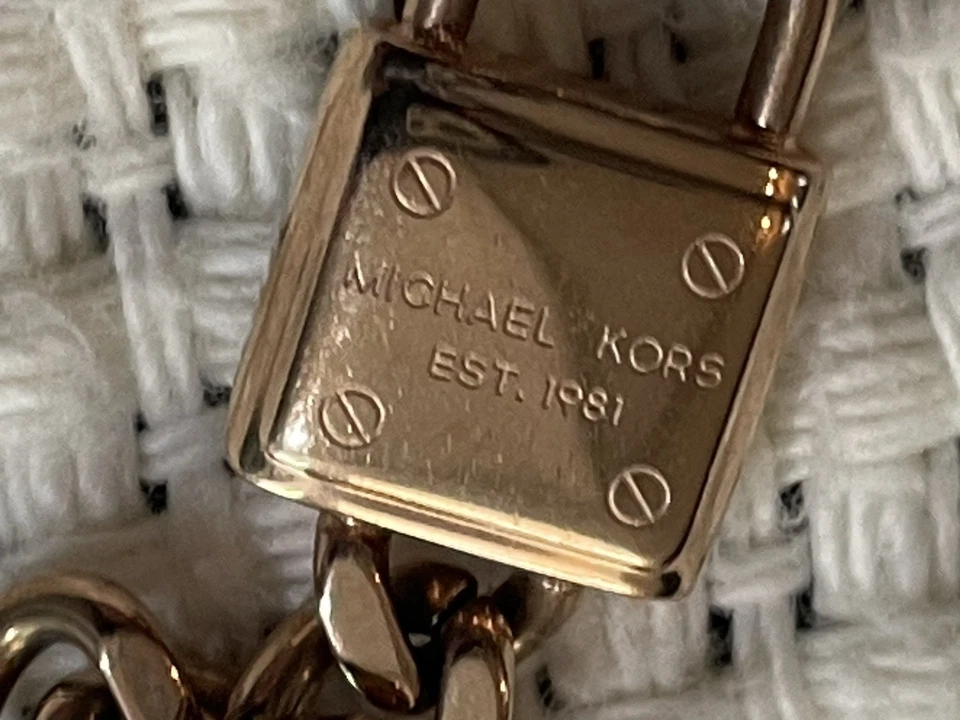 MICHAEL KORS
EST. 1981